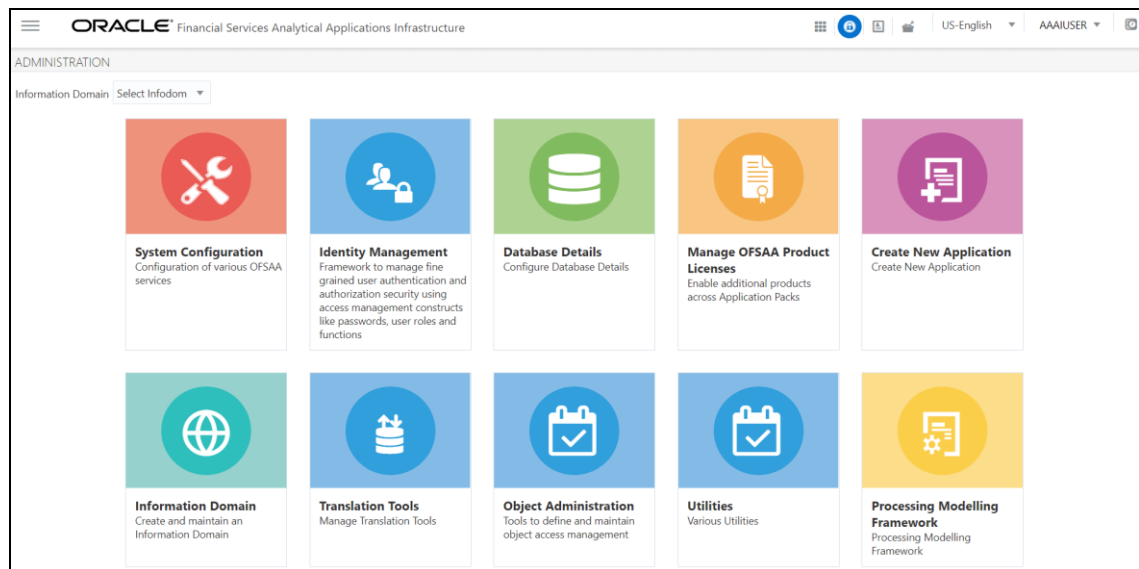 ORACLE® Financial Services Analytical Applications Infrastructure
US-English
AAAIUSER
ADMINISTRATION
Information Domain Select Infodom
System Configuration
Configuration of various OFSAA
services
Identity Management
Framework to manage fine
grained user authentication and
authorization security using
access management constructs
like passwords, user roles and
functions
Database Details
Configure Database Details
Manage OFSAA Product
Licenses
Enable additional products
across Application Packs
Create New Application
Create New Application
Information Domain
Create and maintain an
Information Domain
Translation Tools
Manage Translation Tools
Object Administration
Tools to define and maintain
object access management
Utilities
Various Utilities
Processing Modelling
Framework
Processing Modelling
Framework